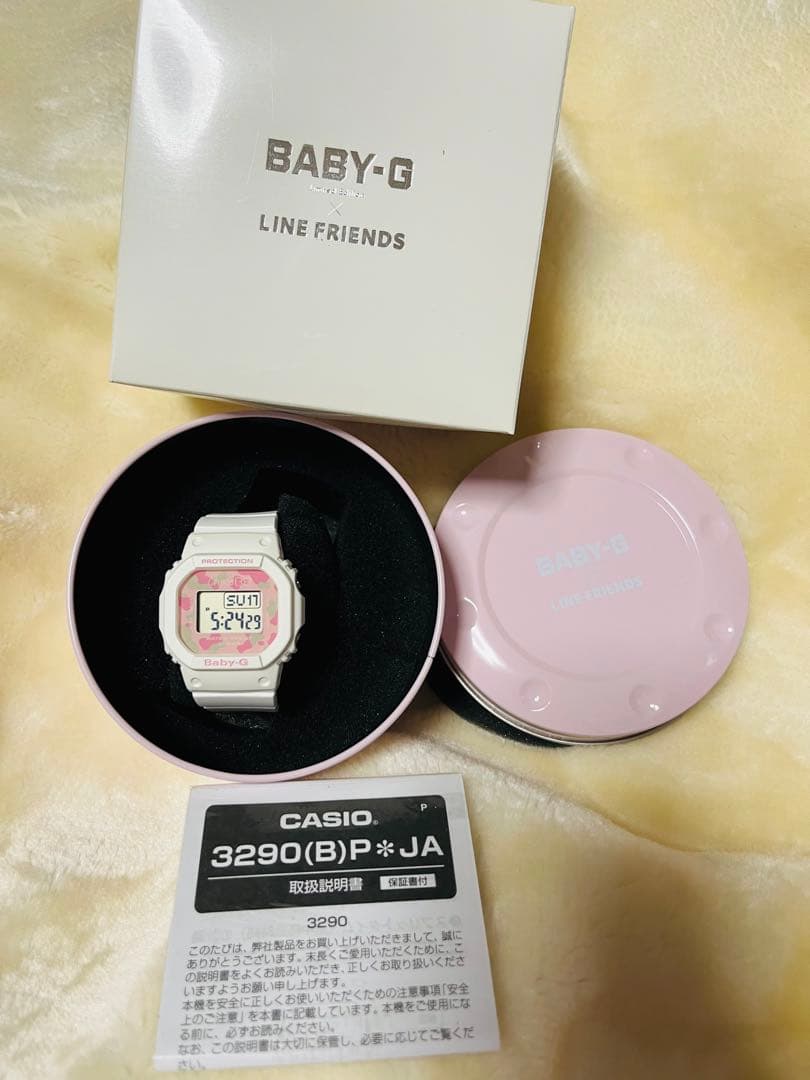 BABY-G
Limited Edition
×
LINE FRIENDS
PROTECTION
SU 17
P
5:24 29
Baby-G
BABY-G
LINE FRIENDS
P
CASIO®
3290(B)P*JA
取扱説明書 保証書付
3290
このたびは、弊社製品をお買い上げいただきまして、誠に
ありがとうございます。末長くご愛用いただくために、こ
の説明書をよくお読みいただき、正しくお取り扱いくださ
いますようお願い申し上げます。
本機を安全に正しくお使いいただくための注意事項「安全
上のご注意」を本書に記載しています。本機をご使用にな
る前に、必ずお読みください。
なお、この説明書は大切に保管し、必要に応じてご覧くだ
さい。